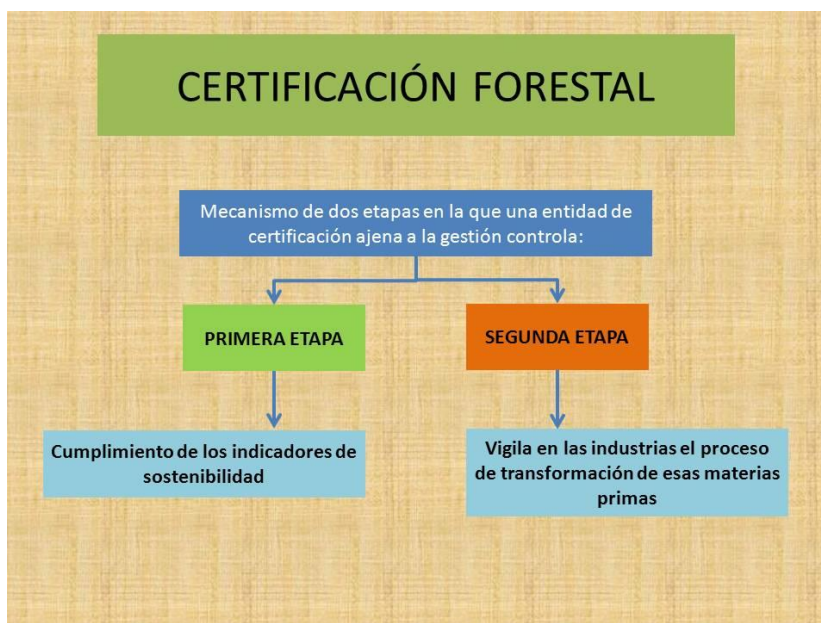 CERTIFICACIÓN FORESTAL
Mecanismo de dos etapas en la que una entidad de
certificación ajena a la gestión controla:
PRIMERA ETAPA
SEGUNDA ETAPA
Cumplimiento de los indicadores de
sostenibilidad
Vigila en las industrias el proceso
de transformación de esas materias
primas